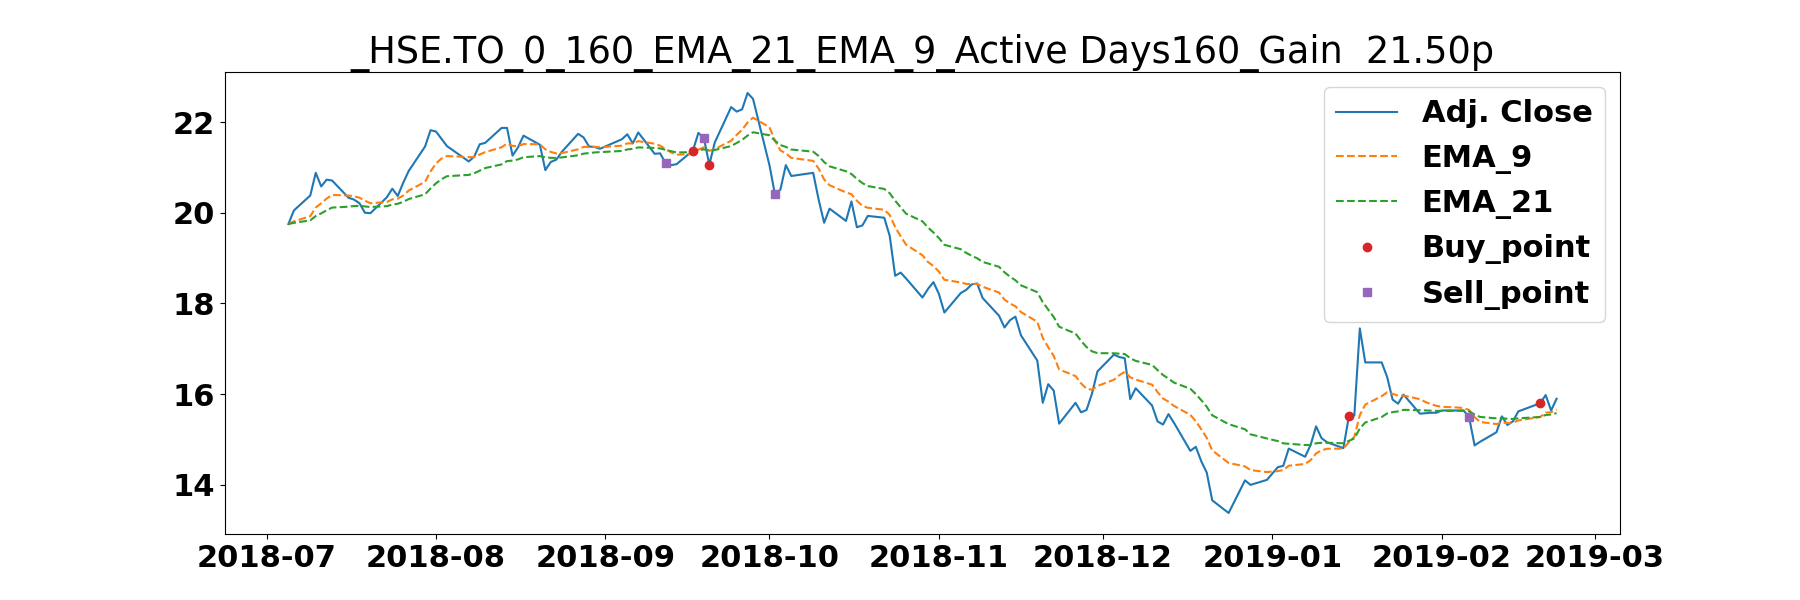 _HSE.TO_0_160_EMA_21_EMA_9_Active Days160_Gain  21.50p
Adj. Close
EMA_9
EMA_21
Buy_point
Sell_point
22
20
18
16
14
2018-07 2018-08 2018-09 2018-10 2018-11 2018-12 2019-01 2019-02 2019-03